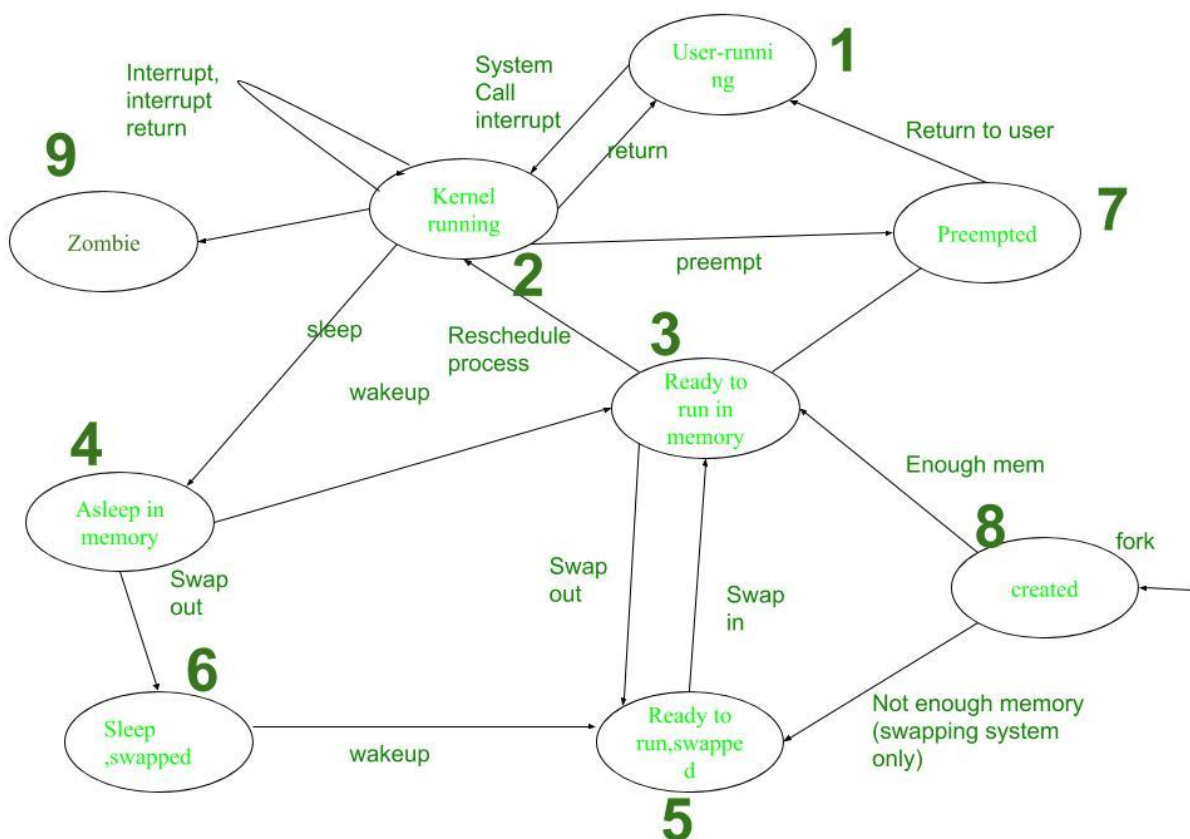 1
User-runni
ng
System
Call
interrupt
Interrupt,
interrupt
return
Return to user
return
9
Kernel
running
7
Zombie
Preempted
preempt
2
sleep
Reschedule
process
3
wakeup
Ready to
run in
memory
4
Enough mem
Asleep in
memory
8
fork
Swap
out
Swap
out
Swap
in
created
6
Not enough memory
(swapping system
only)
Sleep
,swapped
Ready to
run,swappe
d
wakeup
5